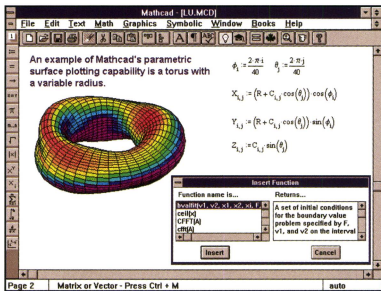 Mathcad - [LU.MCD]
File Edit Text Math Graphics Symbolic Window Books Help
An example of Mathcad's parametric
surface plotting capability is a torus with
a variable radius.
ϕi := 2·π·i / 40 θj := 2·π·j / 40
Xi,j := (R + Ci,j·cos(θj))·cos(ϕi)
Yi,j := (R + Ci,j·cos(θj))·sin(ϕi)
Zi,j := Ci,j·sin(θj)
Insert Function
Function name is...
bvalfit(v1, v2, x1, x2, xi, F,
ceil(x)
CFFT(A)
cfft(A)
Returns...
A set of initial conditions
for the boundary value
problem specified by F,
v1, and v2 on the interval
Insert
Cancel
Page 2 Matrix or Vector - Press Ctrl + M auto